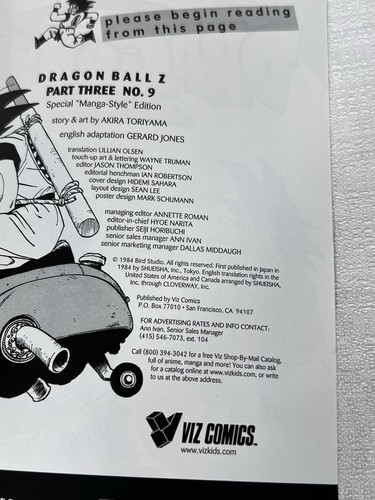 please begin reading
from this page
DRAGON BALL Z
PART THREE NO. 9
Special "Manga-Style" Edition
story & art by AKIRA TORIYAMA
english adaptation GERARD JONES
translation LILLIAN OLSEN
touch-up art & lettering WAYNE TRUMAN
editor JASON THOMPSON
editorial henchman IAN ROBERTSON
cover design HIDEMI SAHARA
layout design SEAN LEE
poster design MARK SCHUMANN
managing editor ANNETTE ROMAN
editor-in-chief HYOE NARITA
publisher SEIJI HORIBUCHI
senior sales manager ANN IVAN
senior marketing manager DALLAS MIDDAUGH
© 1984 Bird Studio. All rights reserved. First published in Japan in
1984 by SHUEISHA, Inc., Tokyo. English translation rights in the
United States of America and Canada arranged by SHUEISHA,
Inc. through CLOVERWAY, Inc.
Published by Viz Comics
P.O. Box 77010 • San Francisco, CA 94107
FOR ADVERTISING RATES AND INFO CONTACT:
Ann Ivan, Senior Sales Manager
(415) 546-7073, ext. 104
Call (800) 394-3042 for a free Viz Shop-By-Mail Catalog,
full of anime, manga and more! You can also ask
for a catalog online at www.vizkids.com, or write
to us at the above address.
VIZ COMICS™
www.vizkids.com